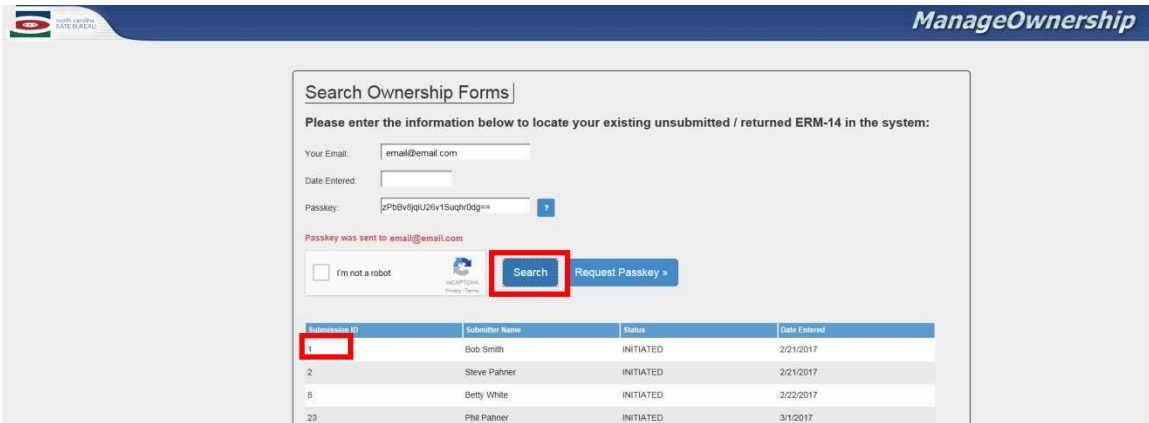 north carolina
RATE BUREAU
ManageOwnership
Search Ownership Forms
Please enter the information below to locate your existing unsubmitted / returned ERM-14 in the system:
Your Email: email@email.com
Date Entered:
Passkey: zPbBv8jqiU26v1Suqhr0dg== ?
Passkey was sent to email@email.com
I'm not a robot
reCAPTCHA
Privacy - Terms
Search Request Passkey »
Submission ID Submitter Name Status Date Entered
1 Bob Smith INITIATED 2/21/2017
2 Steve Pahner INITIATED 2/21/2017
8 Betty White INITIATED 2/22/2017
23 Phil Pahner INITIATED 3/1/2017